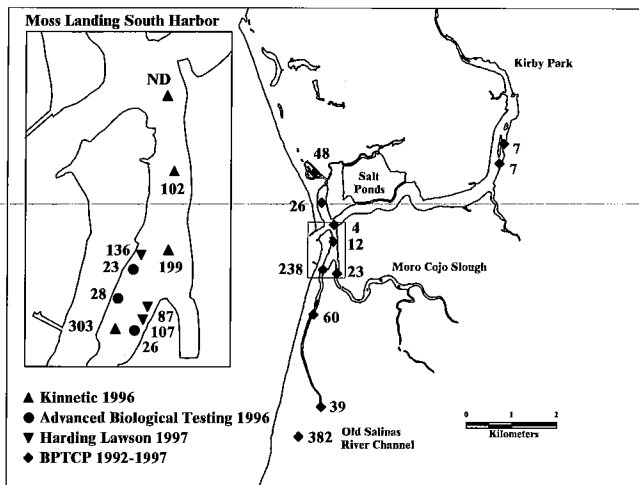 Moss Landing South Harbor
ND
102
136
23
199
28
303
87
107
26
▲ Kinnetic 1996
● Advanced Biological Testing 1996
▼ Harding Lawson 1997
◆ BPTCP 1992-1997
Kirby Park
7
7
48
Salt
Ponds
26
4
12
238
23
Moro Cojo Slough
60
39
382
Old Salinas
River Channel
0 1 2
Kilometers